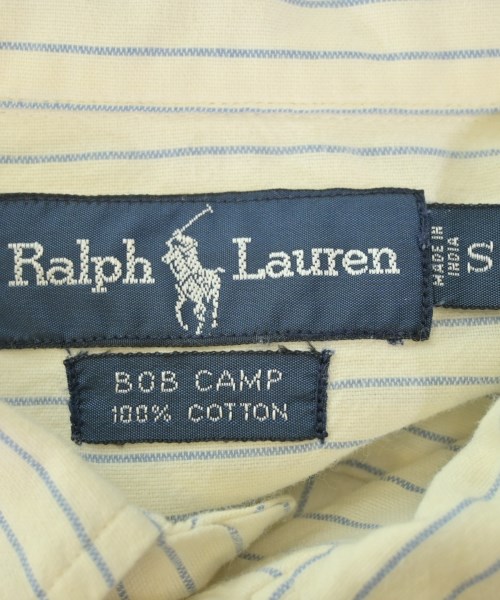 Ralph Lauren
MADE IN
INDIA
S
BOB CAMP
100% COTTON